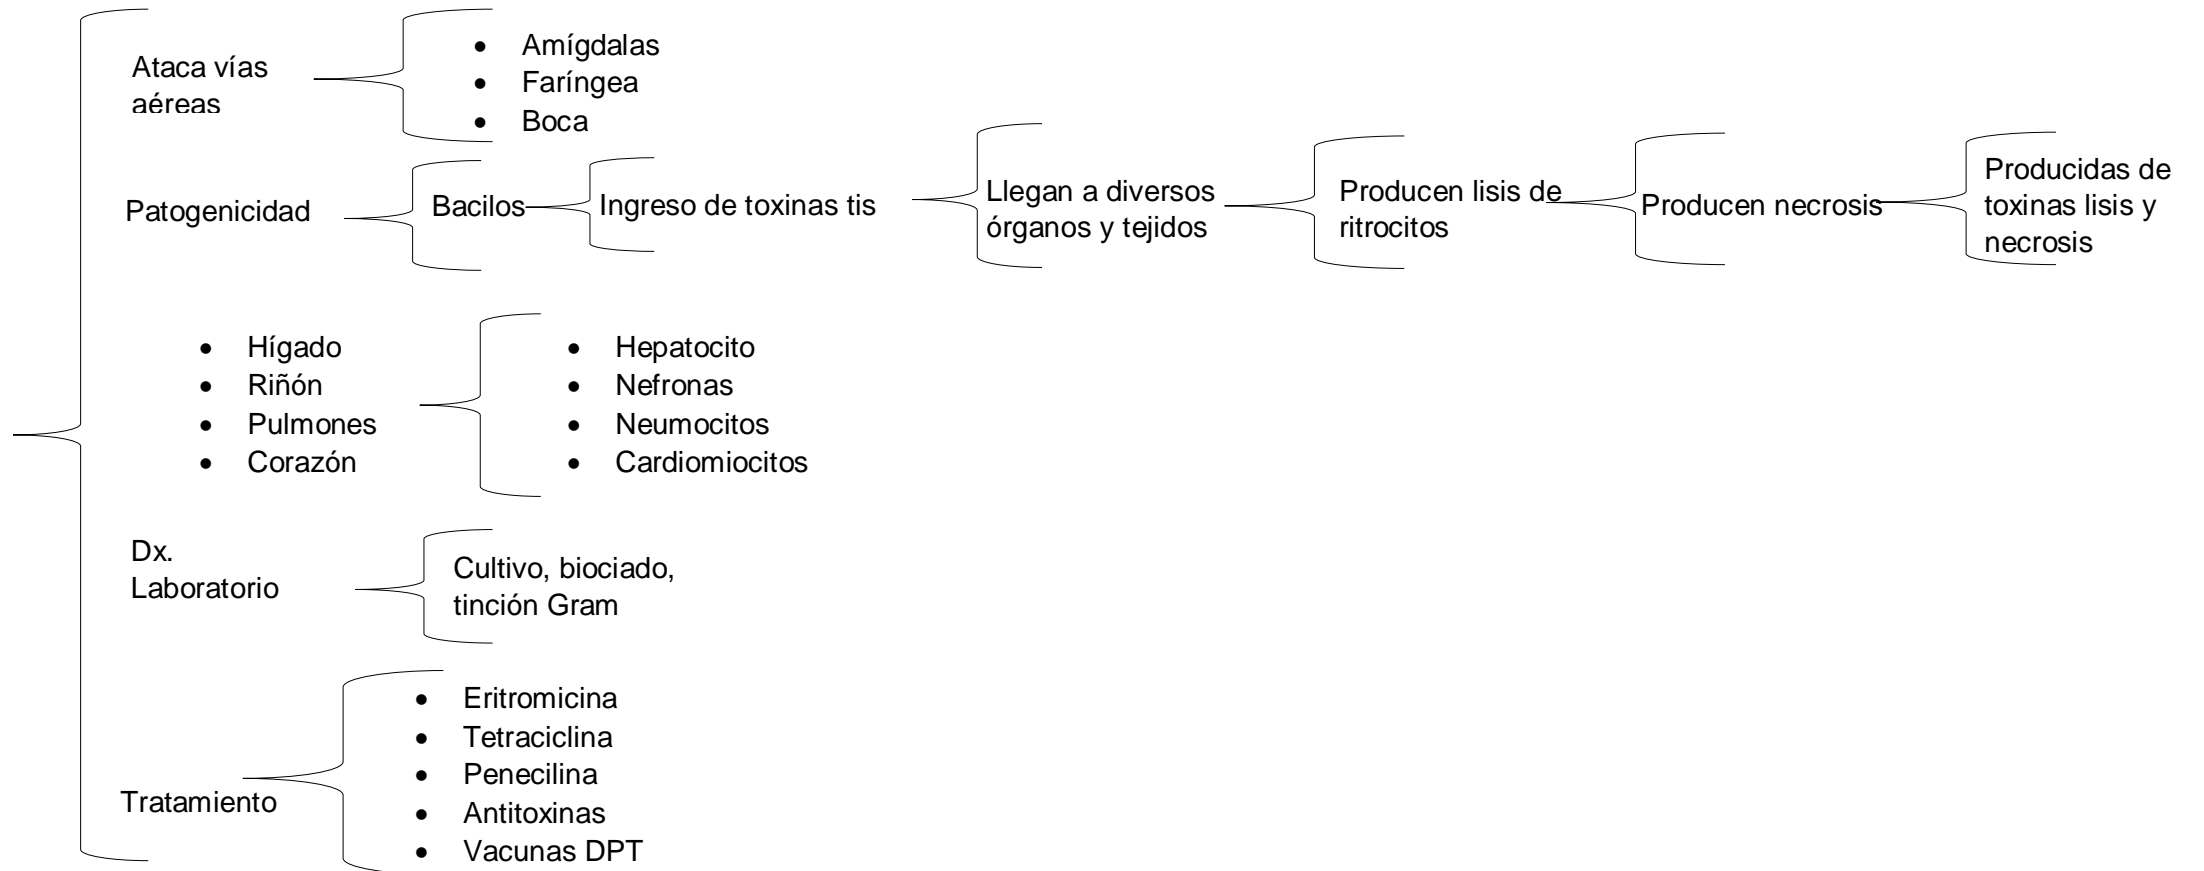 Ataca vías
aéreas
• Amígdalas
• Faríngea
• Boca
Patogenicidad
Bacilos
Ingreso de toxinas tis
Llegan a diversos
órganos y tejidos
Producen lisis de
ritrocitos
Producen necrosis
Producidas de
toxinas lisis y
necrosis
• Hígado
• Riñón
• Pulmones
• Corazón
• Hepatocito
• Nefronas
• Neumocitos
• Cardiomiocitos
Dx.
Laboratorio
Cultivo, biociado,
tinción Gram
Tratamiento
• Eritromicina
• Tetraciclina
• Penecilina
• Antitoxinas
• Vacunas DPT